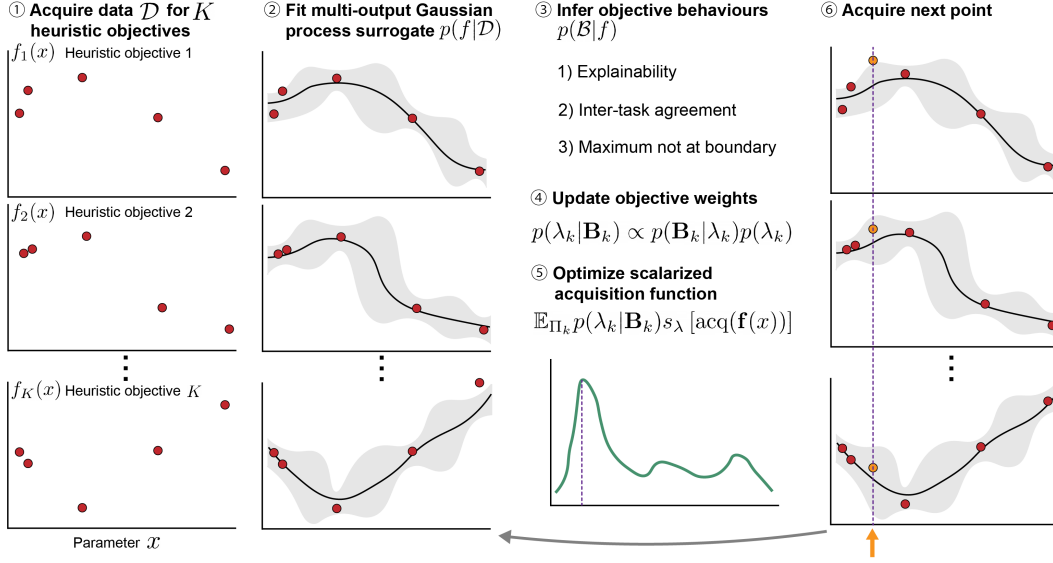 ① Acquire data 𝒟 for K
heuristic objectives
f₁(x) Heuristic objective 1
f₂(x) Heuristic objective 2
⋮
f_K(x) Heuristic objective K
Parameter x
② Fit multi-output Gaussian
process surrogate p(f|𝒟)
⋮
③ Infer objective behaviours
p(ℬ|f)
1) Explainability
2) Inter-task agreement
3) Maximum not at boundary
④ Update objective weights
p(λ_k|𝐁_k) ∝ p(𝐁_k|λ_k)p(λ_k)
⑤ Optimize scalarized
acquisition function
𝔼_{Π_k} p(λ_k|𝐁_k)s_λ [acq(𝐟(x))]
⑥ Acquire next point
⋮